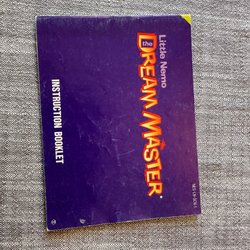 Little Nemo
the
DREAM MASTER
INSTRUCTION BOOKLET